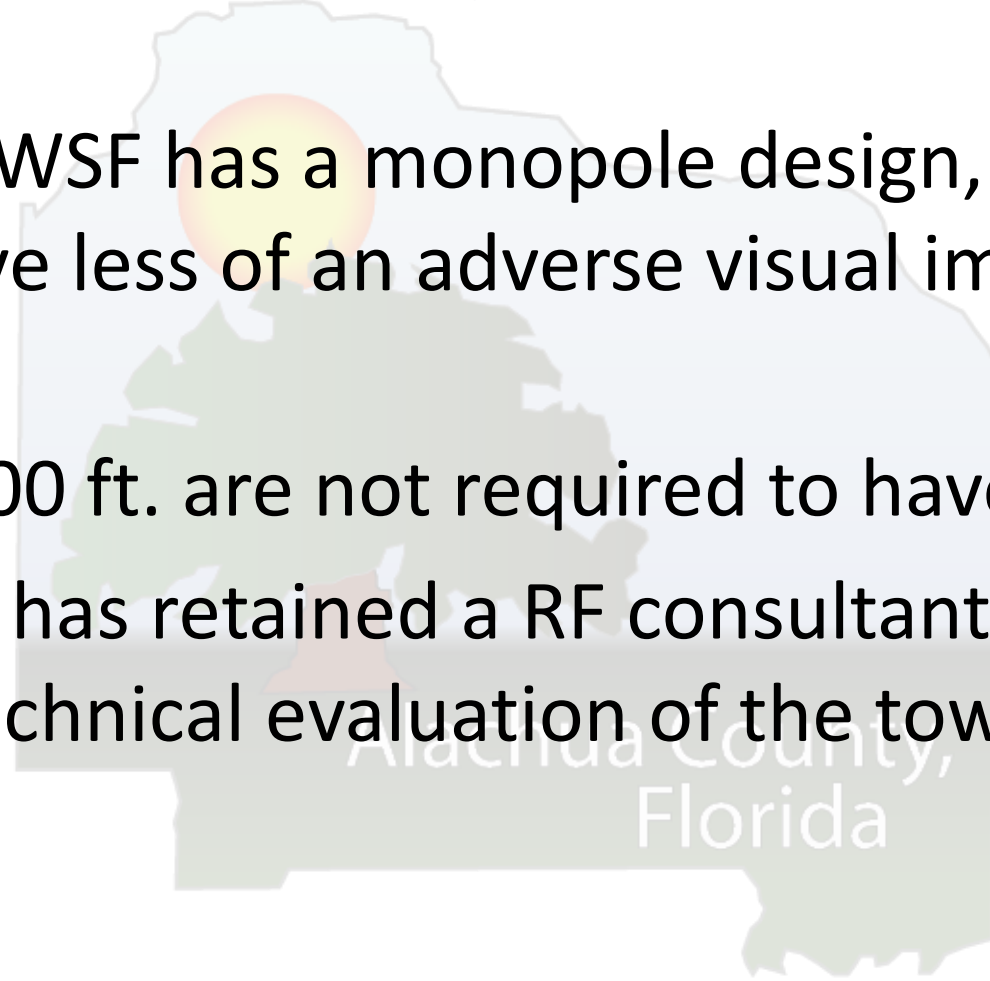 WSF has a monopole design,
ve less of an adverse visual im
00 ft. are not required to have
has retained a RF consultant
chnical evaluation of the tow
Alachua County,
Florida